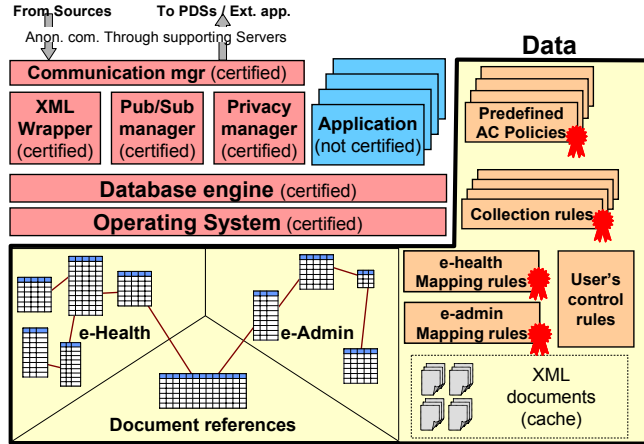 From Sources
To PDSs / Ext. app.
Anon. com. Through supporting Servers
Data
Communication mgr (certified)
XML
Wrapper
(certified)
Pub/Sub
manager
(certified)
Privacy
manager
(certified)
Application
(not certified)
Predefined
AC Policies
Database engine (certified)
Operating System (certified)
Collection rules
e-health
Mapping rules
User's
control
rules
e-admin
Mapping rules
e-Health
e-Admin
Document references
XML
documents
(cache)